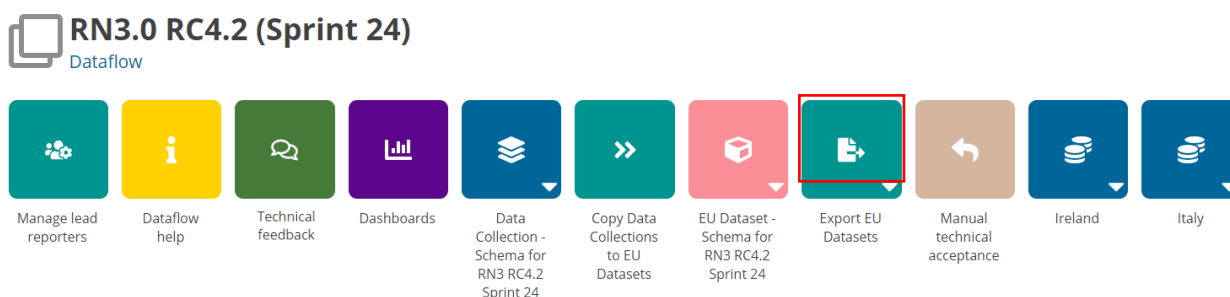 RN3.0 RC4.2 (Sprint 24)
Dataflow
Manage lead
reporters
Dataflow
help
Technical
feedback
Dashboards
Data
Collection -
Schema for
RN3 RC4.2
Sprint 24
Copy Data
Collections
to EU
Datasets
EU Dataset -
Schema for
RN3 RC4.2
Sprint 24
Export EU
Datasets
Manual
technical
acceptance
Ireland
Italy